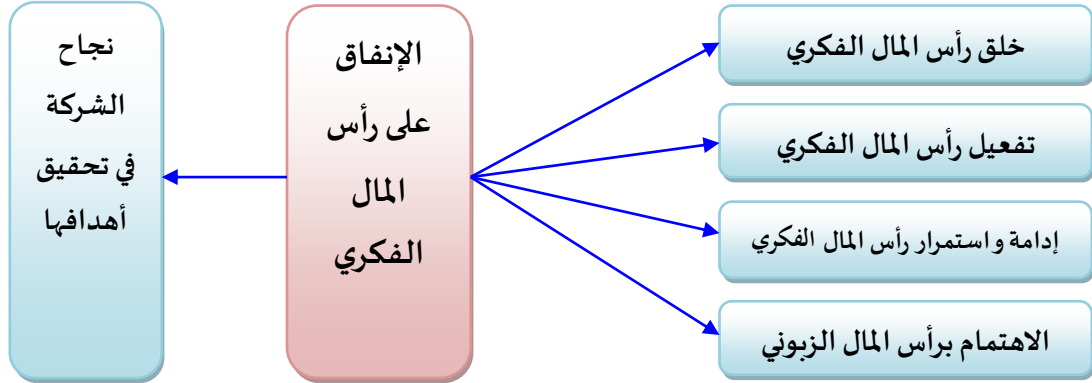 خلق رأس المال الفكري
تفعيل رأس المال الفكري
إدامة واستمرار رأس المال الفكري
الاهتمام برأس المال الزبوني
الإنفاق
على رأس
المال
الفكري
نجاح
الشركة
في تحقيق
أهدافها